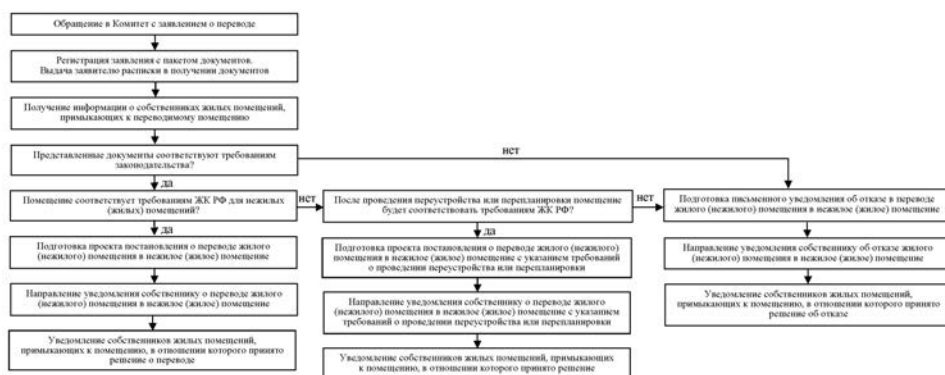 Обращение в Комитет с заявлением о переводе
Регистрация заявления с пакетом документов.
Выдача заявителю расписки в получении документов
Получение информации о собственниках жилых помещений,
примыкающих к переводимому помещению
Представленные документы соответствуют требованиям
законодательства?
нет
да
Помещение соответствует требованиям ЖК РФ для нежилых
(жилых) помещений?
нет
После проведения переустройства или перепланировки помещение
будет соответствовать требованиям ЖК РФ?
нет
Подготовка письменного уведомления об отказе в переводе
жилого (нежилого) помещения в нежилое (жилое) помещение
да
Подготовка проекта постановления о переводе жилого
(нежилого) помещения в нежилое (жилое) помещение
Направление уведомления собственнику о переводе жилого
(нежилого) помещения в нежилое (жилое) помещение
Уведомление собственников жилых помещений,
примыкающих к помещению, в отношении которого принято
решение о переводе
да
Подготовка проекта постановления о переводе жилого (нежилого)
помещения в нежилое (жилое) помещение с указанием требований
о проведении переустройства или перепланировки
Направление уведомления собственнику о переводе жилого
(нежилого) помещения в нежилое (жилое) помещение с указанием
требований о проведении переустройства или перепланировки
Уведомление собственников жилых помещений, примыкающих
к помещению, в отношении которого принято решение
Направление уведомления собственнику об отказе жилого
(нежилого) помещения в нежилое (жилое) помещение
Уведомление собственников жилых помещений,
примыкающих к помещению, в отношении которого принято
решение об отказе